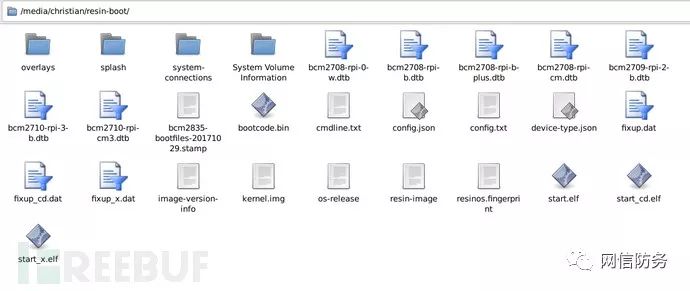 /media/christian/resin-boot/
overlays
splash
system-
connections
System Volume
Information
bcm2708-rpi-0-
w.dtb
bcm2708-rpi-
b.dtb
bcm2708-rpi-b-
plus.dtb
bcm2708-rpi-
cm.dtb
bcm2709-rpi-2-
b.dtb
bcm2710-rpi-3-
b.dtb
bcm2710-rpi-
cm3.dtb
bcm2835-
bootfiles-201710
29.stamp
bootcode.bin
cmdline.txt
config.json
config.txt
device-type.json
fixup.dat
fixup_cd.dat
fixup_x.dat
image-version-
info
kernel.img
os-release
resin-image
resinos.fingerpr
int
start.elf
start_cd.elf
start_x.elf
REEBUF
网信防务